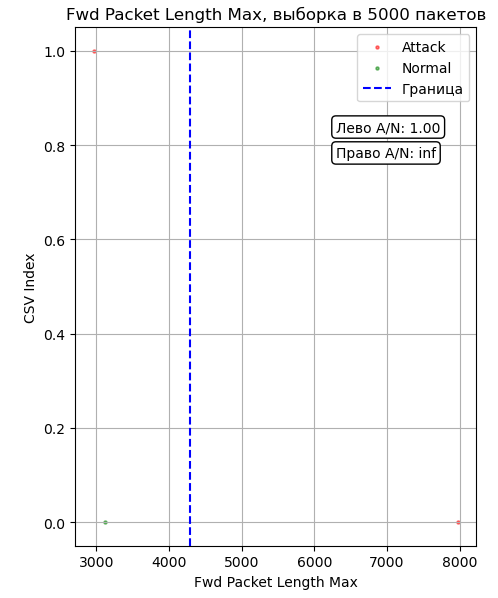 Fwd Packet Length Max, выборка в 5000 пакетов
Attack
Normal
Граница
Лево A/N: 1.00
Право A/N: inf
1.0
0.8
0.6
0.4
0.2
0.0
CSV Index
3000 4000 5000 6000 7000 8000
Fwd Packet Length Max